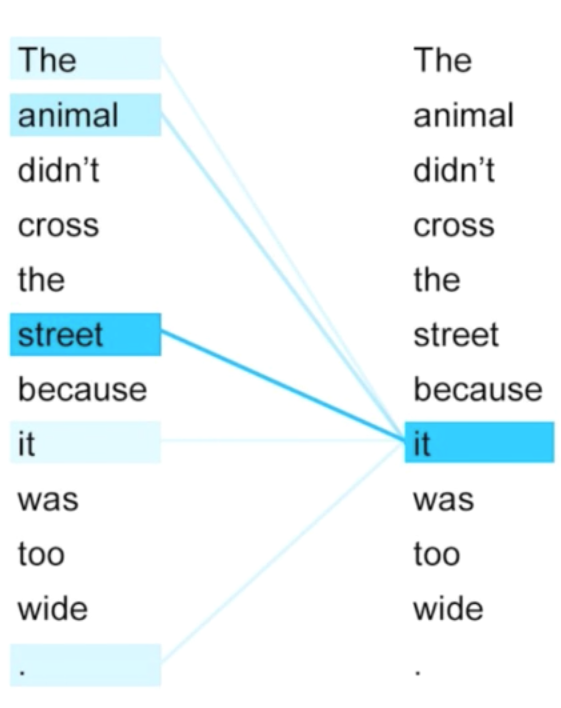 The
animal
didn’t
cross
the
street
because
it
was
too
wide
.
The
animal
didn’t
cross
the
street
because
it
was
too
wide
.